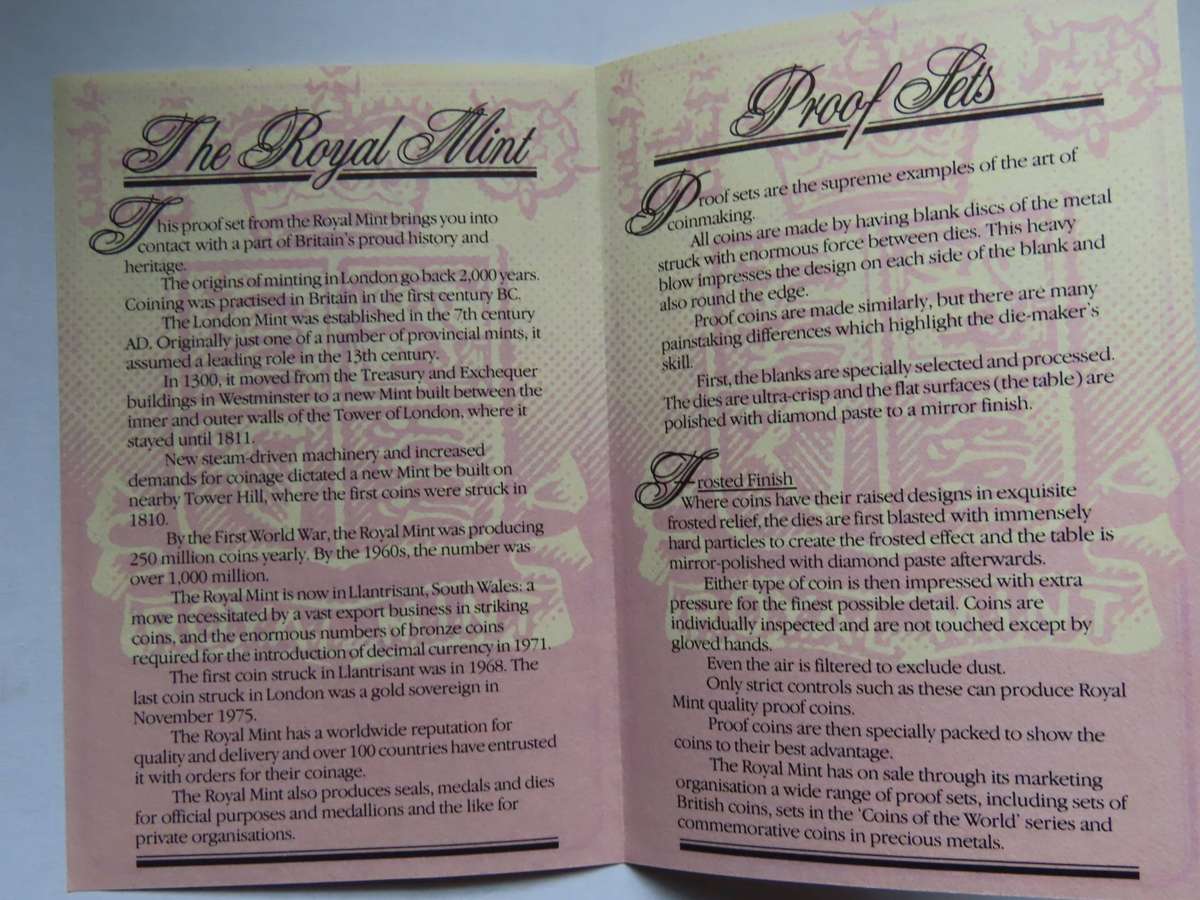 The Royal Mint
This proof set from the Royal Mint brings you into
contact with a part of Britain's proud history and
heritage.
The origins of minting in London go back 2,000 years.
Coining was practised in Britain in the first century BC.
The London Mint was established in the 7th century
AD. Originally just one of a number of provincial mints, it
assumed a leading role in the 13th century.
In 1300, it moved from the Treasury and Exchequer
buildings in Westminster to a new Mint built between the
inner and outer walls of the Tower of London, where it
stayed until 1811.
New steam-driven machinery and increased
demands for coinage dictated a new Mint be built on
nearby Tower Hill, where the first coins were struck in
1810.
By the First World War, the Royal Mint was producing
250 million coins yearly. By the 1960s, the number was
over 1,000 million.
The Royal Mint is now in Llantrisant, South Wales: a
move necessitated by a vast export business in striking
coins, and the enormous numbers of bronze coins
required for the introduction of decimal currency in 1971.
The first coin struck in Llantrisant was in 1968. The
last coin struck in London was a gold sovereign in
November 1975.
The Royal Mint has a worldwide reputation for
quality and delivery and over 100 countries have entrusted
it with orders for their coinage.
The Royal Mint also produces seals, medals and dies
for official purposes and medallions and the like for
private organisations.
Proof Sets
Proof sets are the supreme examples of the art of
coinmaking.
All coins are made by having blank discs of the metal
struck with enormous force between dies. This heavy
blow impresses the design on each side of the blank and
also round the edge.
Proof coins are made similarly, but there are many
painstaking differences which highlight the die-maker's
skill.
First, the blanks are specially selected and processed.
The dies are ultra-crisp and the flat surfaces (the table) are
polished with diamond paste to a mirror finish.
Frosted Finish
Where coins have their raised designs in exquisite
frosted relief, the dies are first blasted with immensely
hard particles to create the frosted effect and the table is
mirror-polished with diamond paste afterwards.
Either type of coin is then impressed with extra
pressure for the finest possible detail. Coins are
individually inspected and are not touched except by
gloved hands.
Even the air is filtered to exclude dust.
Only strict controls such as these can produce Royal
Mint quality proof coins.
Proof coins are then specially packed to show the
coins to their best advantage.
The Royal Mint has on sale through its marketing
organisation a wide range of proof sets, including sets of
British coins, sets in the 'Coins of the World' series and
commemorative coins in precious metals.